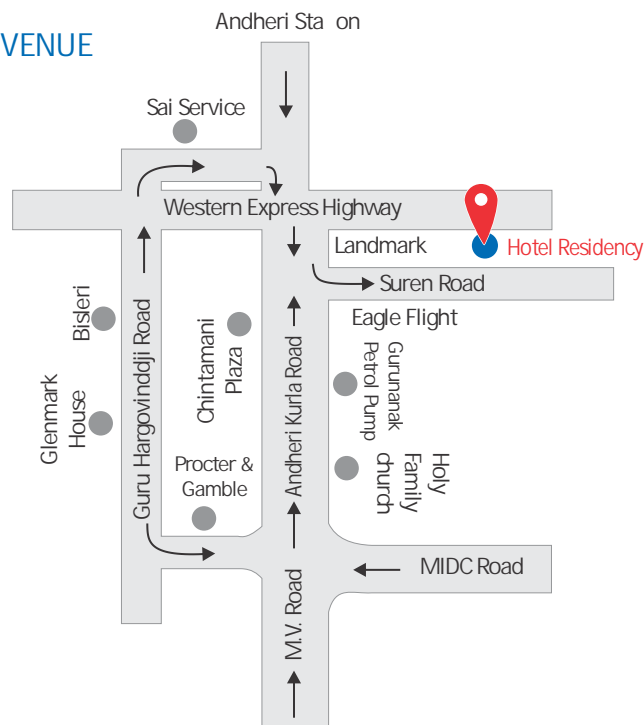 Andheri Sta on
VENUE
Sai Service
Western Express Highway
Landmark
Hotel Residency
Suren Road
Eagle Flight
Bisleri
Guru Hargovinddji Road
Chintamani
Plaza
Andheri Kurla Road
Gurunanak
Petrol Pump
Glenmark
House
Procter &
Gamble
Holy
Family
church
MIDC Road
M.V. Road